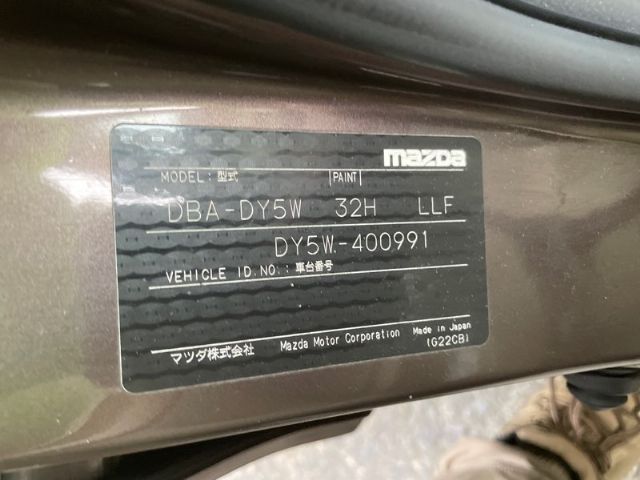 mazda
MODEL:型式 PAINT
DBA-DY5W 32H LLF
DY5W-400991
VEHICLE ID.NO.:車台番号
マツダ株式会社 Mazda Motor Corporation Made in Japan
(G22CB)